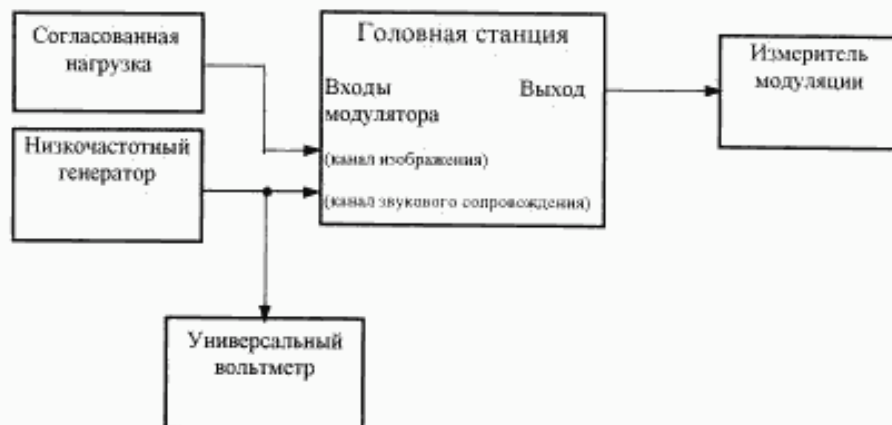 Согласованная
нагрузка
Низкочастотный
генератор
Головная станция
Входы
модулятора
Выход
(канал изображения)
(канал звукового сопровождения)
Измеритель
модуляции
Универсальный
вольтметр